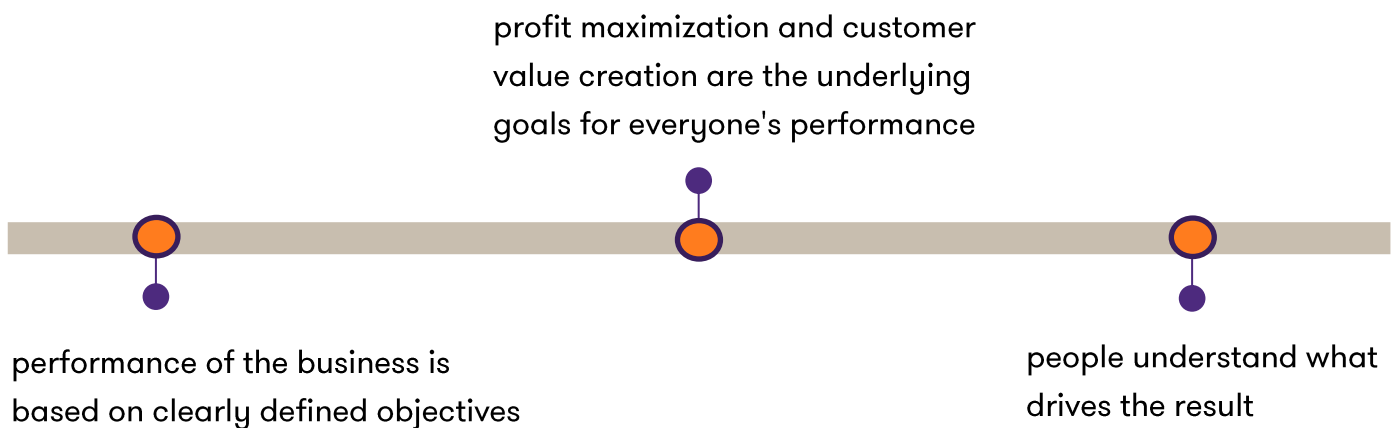 profit maximization and customer
value creation are the underlying
goals for everyone's performance
performance of the business is
based on clearly defined objectives
people understand what
drives the result